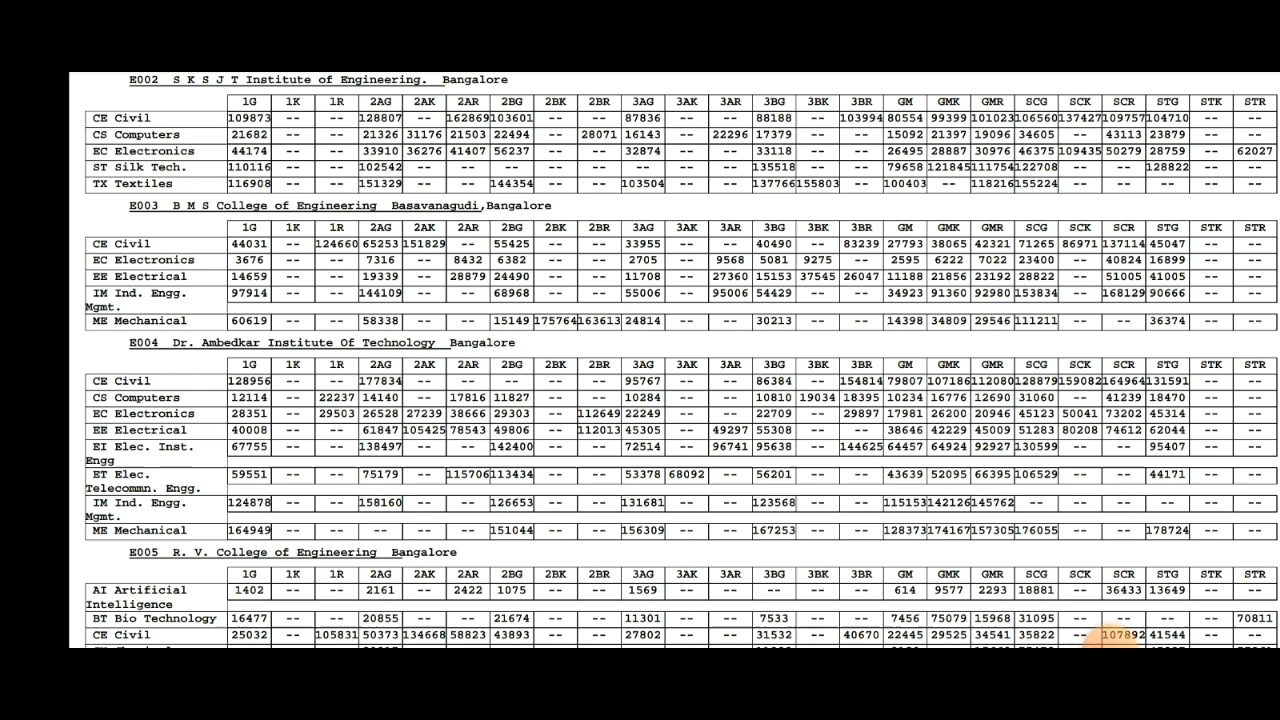 E002 S K S J T Institute of Engineering. Bangalore
1G 1K 1R 2AG 2AK 2AR 2BG 2BK 2BR 3AG 3AK 3AR 3BG 3BK 3BR GM GMK GMR SCG SCK SCR STG STK STR
CE Civil 109873 -- -- 128807 -- 162869 103601 -- -- 87836 -- -- 88188 -- 103994 80554 99399 101023 106560 137427 109757 104710 -- --
CS Computers 21682 -- -- 21326 31176 21503 22494 -- 28071 16143 -- 22296 17379 -- -- 15092 21397 19096 34605 -- 43113 23879 -- --
EC Electronics 44174 -- -- 33910 36276 41407 56237 -- -- 32874 -- -- 33118 -- -- 26495 28887 30976 46375 109435 50279 28759 -- 62027
ST Silk Tech. 110116 -- -- 102542 -- -- -- -- -- -- -- -- 135518 -- -- 79658 121845 111754 122708 -- -- 128822 -- --
TX Textiles 116908 -- -- 151329 -- -- 144354 -- -- 103504 -- -- 137766 155803 -- 100403 -- 118216 155224 -- -- -- -- --
E003 B M S College of Engineering Basavanagudi,Bangalore
1G 1K 1R 2AG 2AK 2AR 2BG 2BK 2BR 3AG 3AK 3AR 3BG 3BK 3BR GM GMK GMR SCG SCK SCR STG STK STR
CE Civil 44031 -- 124660 65253 151829 -- 55425 -- -- 33955 -- -- 40490 -- 83239 27793 38065 42321 71265 86971 137114 45047 -- --
EC Electronics 3676 -- -- 7316 -- 8432 6382 -- -- 2705 -- 9568 5081 9275 -- 2595 6222 7022 23400 -- 40824 16899 -- --
EE Electrical 14659 -- -- 19339 -- 28879 24490 -- -- 11708 -- 27360 15153 37545 26047 11188 21856 23192 28822 -- 51005 41005 -- --
IM Ind. Engg. 97914 -- -- 144109 -- -- 68968 -- -- 55006 -- 95006 54429 -- -- 34923 91360 92980 153834 -- 168129 90666 -- --
Mgmt.
ME Mechanical 60619 -- -- 58338 -- -- 15149 175764 163613 24814 -- -- 30213 -- -- 14398 34809 29546 111211 -- -- 36374 -- --
E004 Dr. Ambedkar Institute Of Technology Bangalore
1G 1K 1R 2AG 2AK 2AR 2BG 2BK 2BR 3AG 3AK 3AR 3BG 3BK 3BR GM GMK GMR SCG SCK SCR STG STK STR
CE Civil 128956 -- -- 177834 -- -- -- -- -- 95767 -- -- 86384 -- 154814 79807 107186 112080 128879 159082 164964 131591 -- --
CS Computers 12114 -- 22237 14140 -- 17816 11827 -- -- 10284 -- -- 10810 19034 18395 10234 16776 12690 31060 -- 41239 18470 -- --
EC Electronics 28351 -- 29503 26528 27239 38666 29303 -- 112649 22249 -- -- 22709 -- 29897 17981 26200 20946 45123 50041 73202 45314 -- --
EE Electrical 40008 -- -- 61847 105425 78543 49806 -- 112013 45305 -- 49297 55308 -- -- 38646 42229 45009 51283 80208 74612 62044 -- --
EI Elec. Inst. 67755 -- -- 138497 -- -- 142400 -- -- 72514 -- 96741 95638 -- 144625 64457 64924 92927 130599 -- -- 95407 -- --
Engg
ET Elec. 59551 -- -- 75179 -- 115706 113434 -- -- 53378 68092 -- 56201 -- -- 43639 52095 66395 106529 -- -- 44171 -- --
Telecommn. Engg.
IM Ind. Engg. 124878 -- -- 158160 -- -- 126653 -- -- 131681 -- -- 123568 -- -- 115153 142126 145762 -- -- -- -- -- --
Mgmt.
ME Mechanical 164949 -- -- -- -- -- 151044 -- -- 156309 -- -- 167253 -- -- 128373 174167 157305 176055 -- -- 178724 -- --
E005 R. V. College of Engineering Bangalore
1G 1K 1R 2AG 2AK 2AR 2BG 2BK 2BR 3AG 3AK 3AR 3BG 3BK 3BR GM GMK GMR SCG SCK SCR STG STK STR
AI Artificial 1402 -- -- 2161 -- 2422 1075 -- -- 1569 -- -- -- -- -- 614 9577 2293 18881 -- 36433 13649 -- --
Intelligence
BT Bio Technology 16477 -- -- 20855 -- -- 21674 -- -- 11301 -- -- 7533 -- -- 7456 75079 15968 31095 -- -- -- -- 70811
CE Civil 25032 -- 105831 50373 134668 58823 43893 -- -- 27802 -- -- 31532 -- 40670 22445 29525 34541 35822 -- 107892 41544 -- --